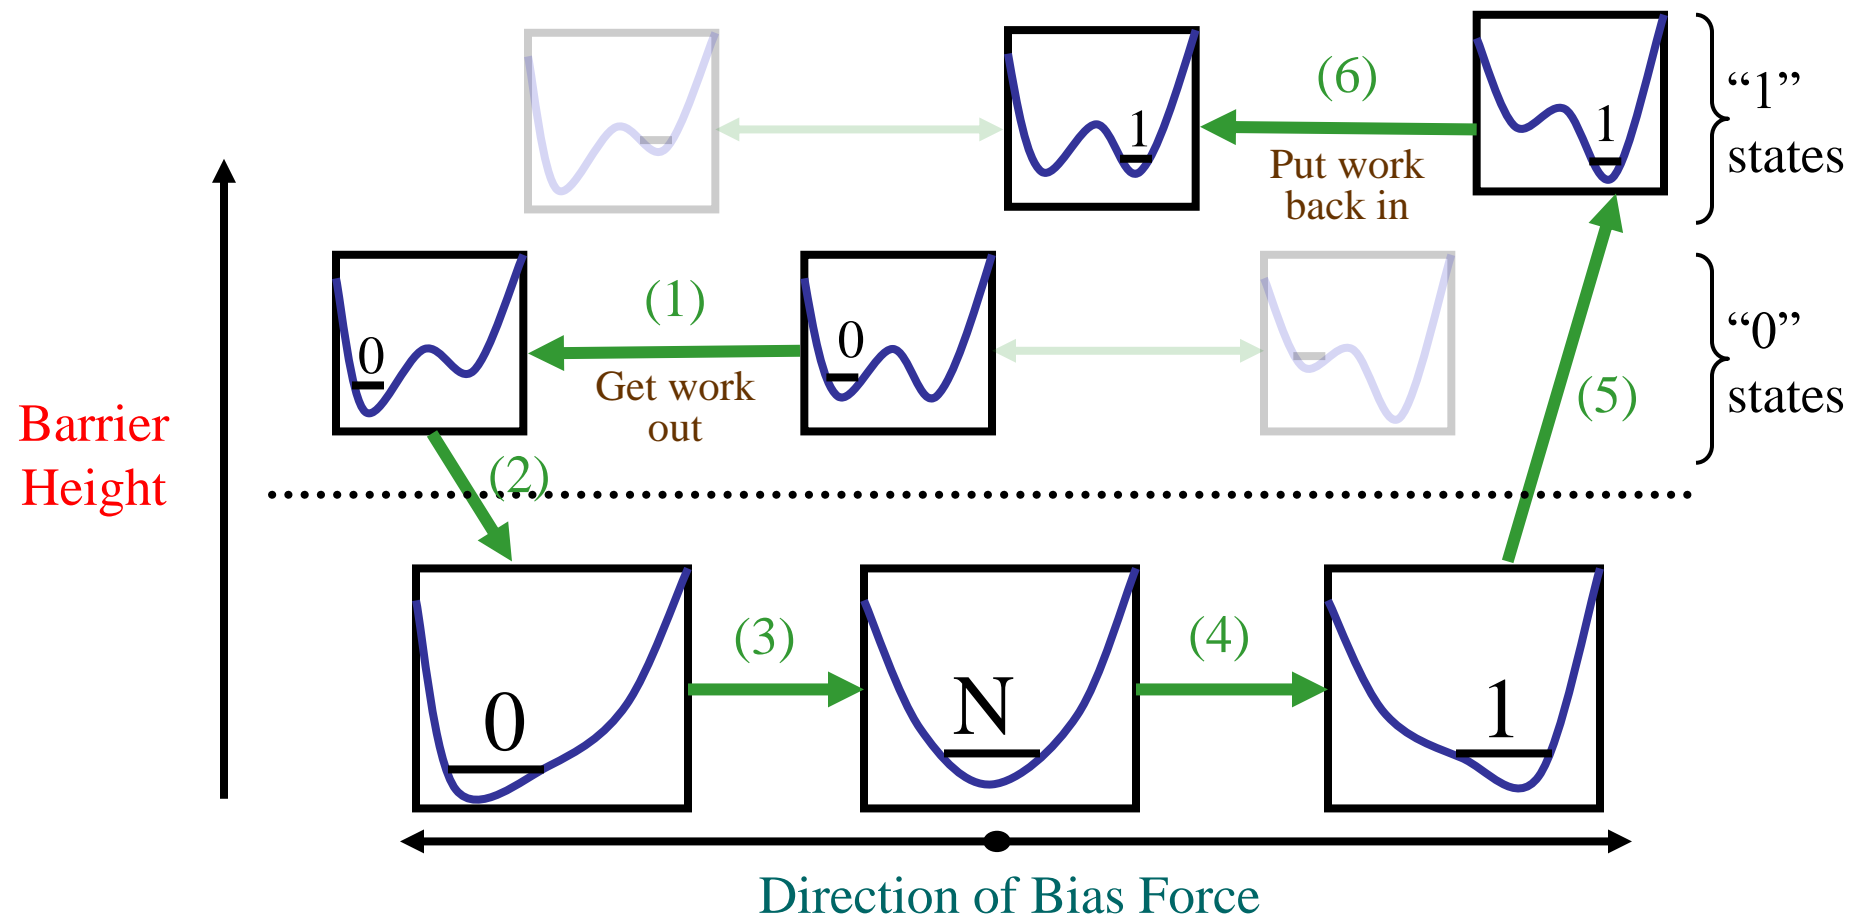 (6)
“1”
states
1
1
Put work
back in
(1)
0
0
“0”
states
Get work
out
(5)
Barrier
Height
(2)
(3)
(4)
0
N
1
Direction of Bias Force